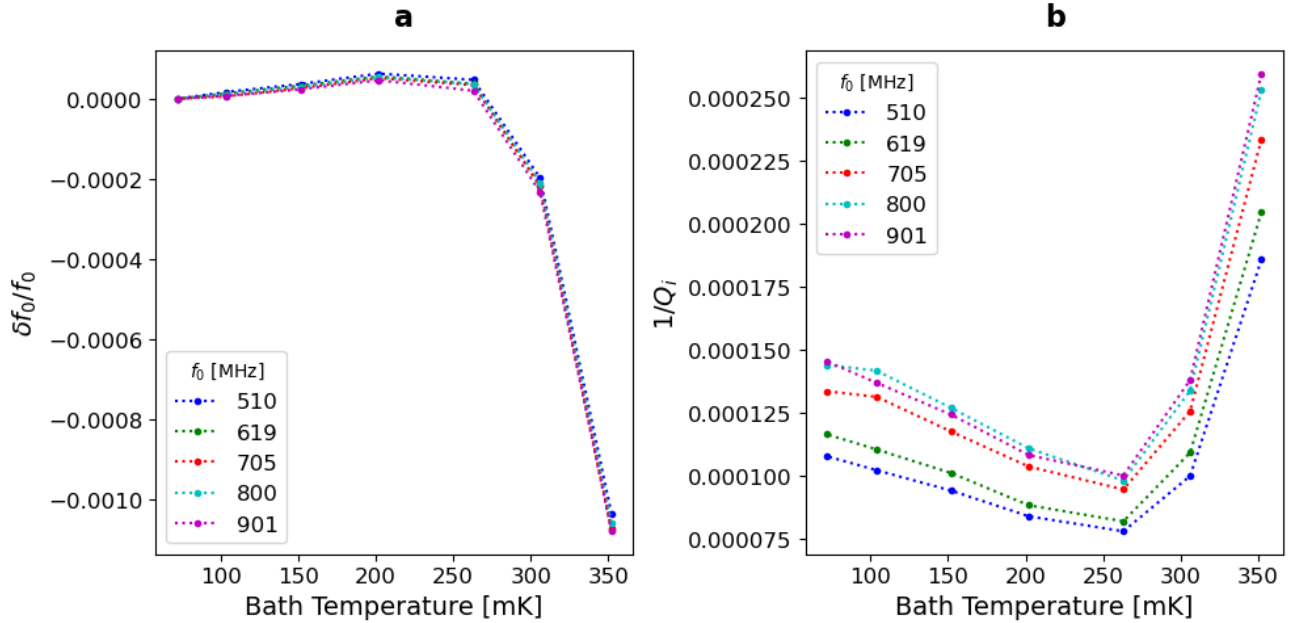 a
0.0000
−0.0002
−0.0004
−0.0006
−0.0008
−0.0010
δf₀/f₀
f₀ [MHz]
510
619
705
800
901
100 150 200 250 300 350
Bath Temperature [mK]
b
0.000250
0.000225
0.000200
0.000175
0.000150
0.000125
0.000100
0.000075
1/Qᵢ
f₀ [MHz]
510
619
705
800
901
100 150 200 250 300 350
Bath Temperature [mK]